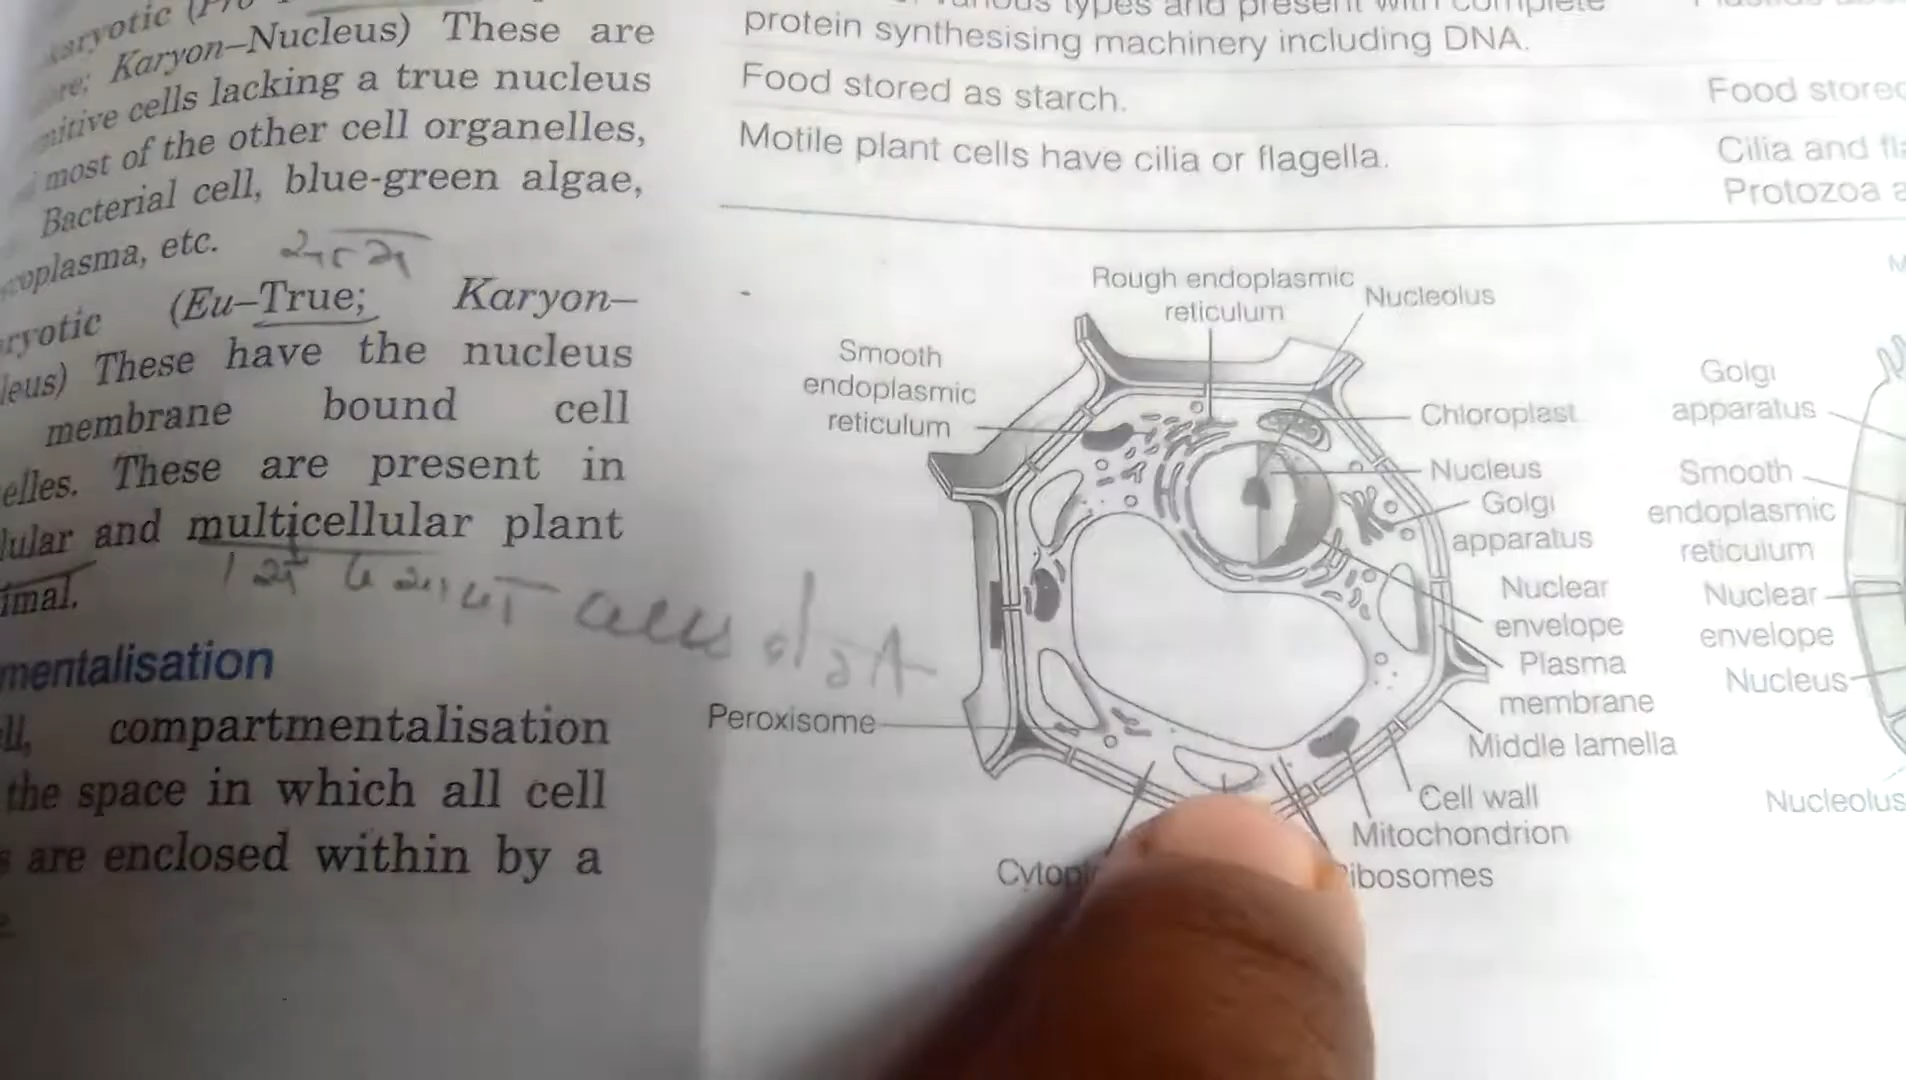 Karyon–Nucleus) These are
cells lacking a true nucleus
most of the other cell organelles,
Bacterial cell, blue-green algae,
etc.
(Eu–True; Karyon–
These have the nucleus
membrane bound cell
These are present in
and multicellular plant
mentalisation
compartmentalisation
the space in which all cell
are enclosed within by a
types and present with complete
protein synthesising machinery including DNA.
Food stored as starch.
Motile plant cells have cilia or flagella.
Food stored
Cilia and
Protozoa
Rough endoplasmic
reticulum
Nucleolus
Smooth
endoplasmic
reticulum
Chloroplast
Nucleus
Golgi
apparatus
Nuclear
envelope
Plasma
membrane
Middle lamella
Cell wall
Mitochondrion
Peroxisome
Golgi
apparatus
Smooth
endoplasmic
reticulum
Nuclear
envelope
Nucleus
Nucleolus